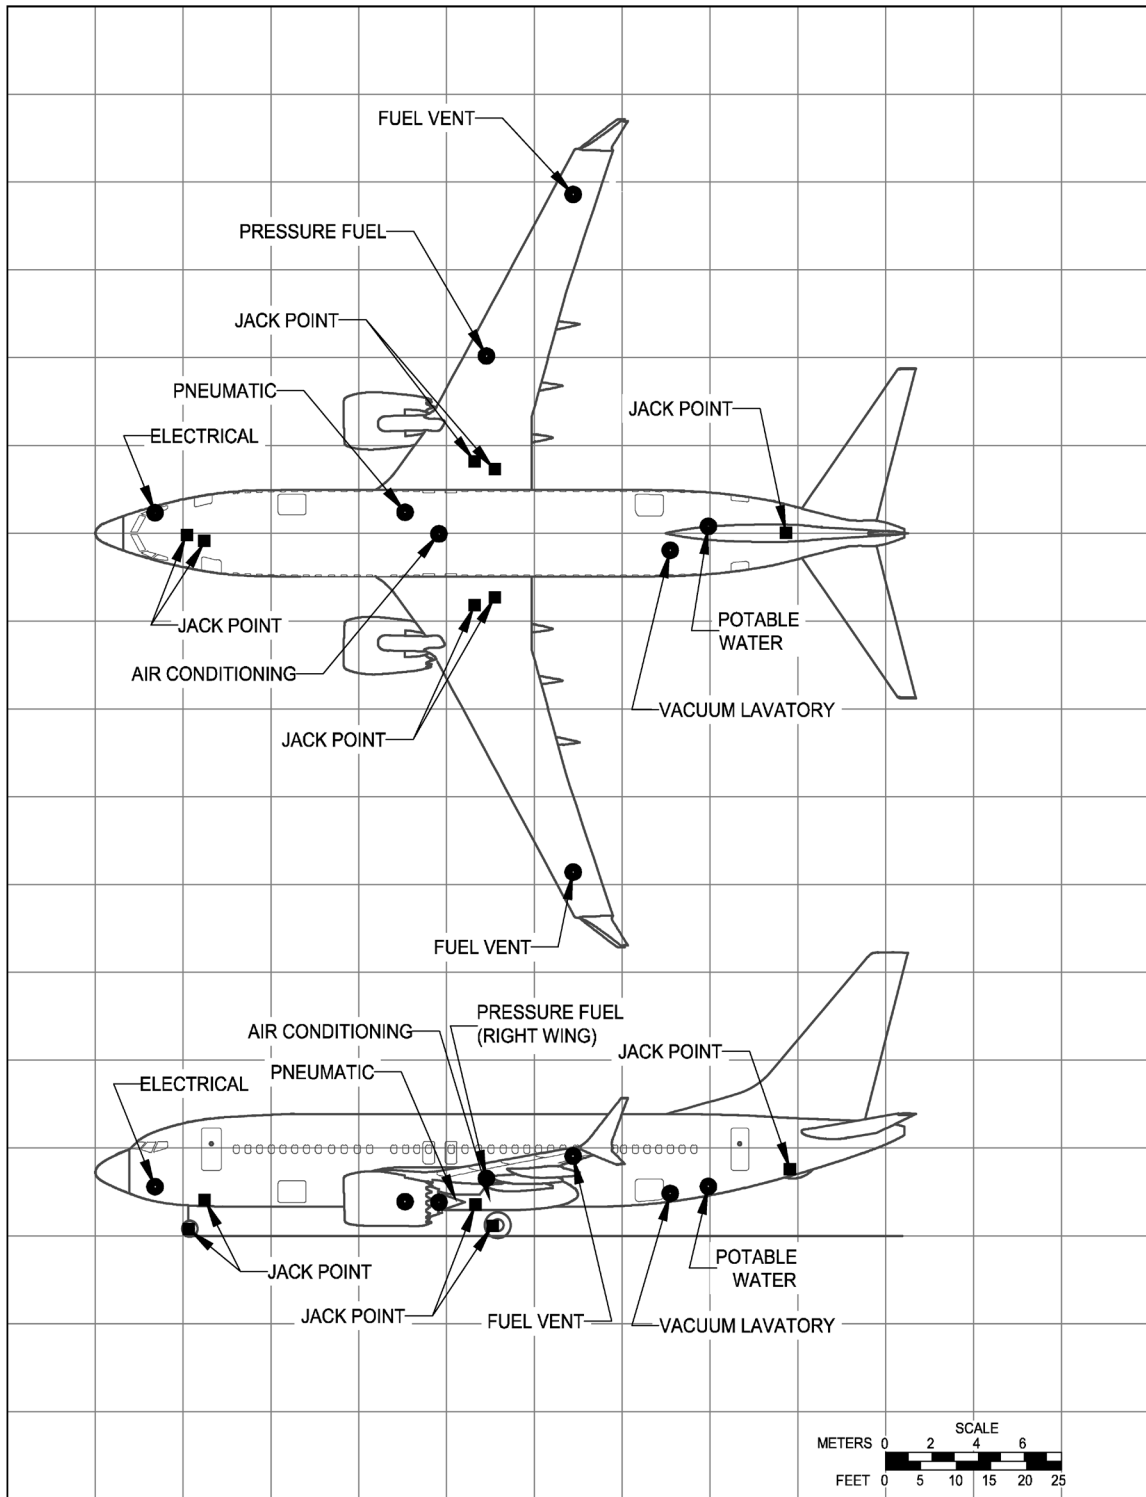 FUEL VENT
PRESSURE FUEL
JACK POINT
PNEUMATIC
JACK POINT
ELECTRICAL
JACK POINT
POTABLE
WATER
AIR CONDITIONING
VACUUM LAVATORY
JACK POINT
FUEL VENT
PRESSURE FUEL
(RIGHT WING)
AIR CONDITIONING
JACK POINT
PNEUMATIC
ELECTRICAL
POTABLE
WATER
JACK POINT
JACK POINT
FUEL VENT
VACUUM LAVATORY
SCALE
METERS 0 2 4 6
FEET 0 5 10 15 20 25